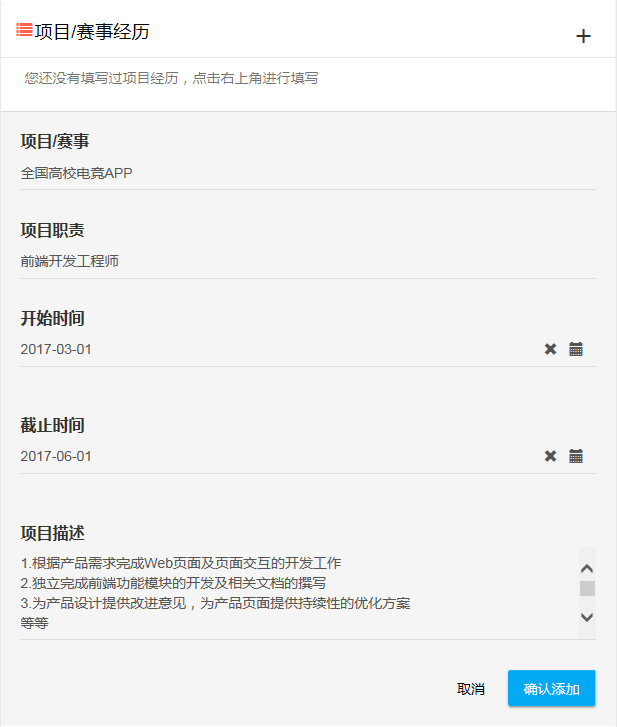 项目/赛事经历
您还没有填写过项目经历，点击右上角进行填写
项目/赛事
全国高校电竞APP
项目职责
前端开发工程师
开始时间
2017-03-01
截止时间
2017-06-01
项目描述
1.根据产品需求完成Web页面及页面交互的开发工作
2.独立完成前端功能模块的开发及相关文档的撰写
3.为产品设计提供改进意见，为产品页面提供持续性的优化方案
等等
取消
确认添加